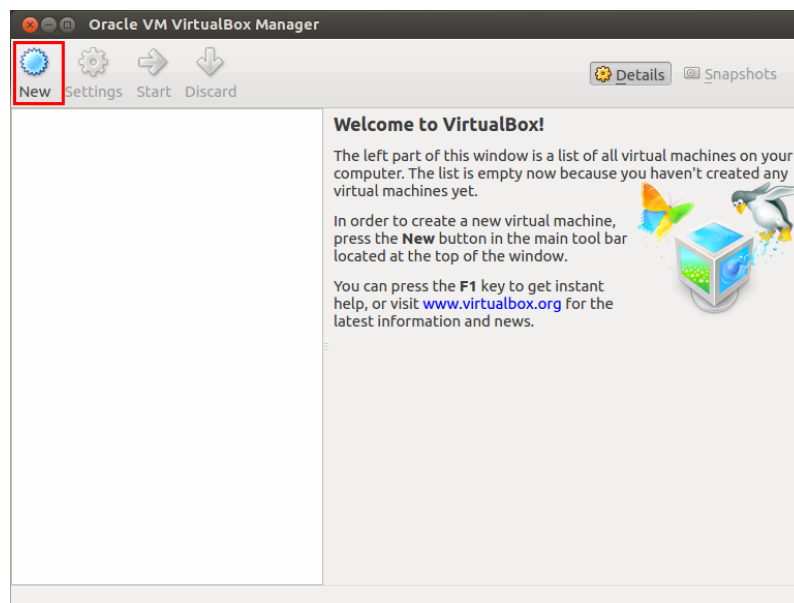 Oracle VM VirtualBox Manager
New Settings Start Discard
Details Snapshots
Welcome to VirtualBox!
The left part of this window is a list of all virtual machines on your
computer. The list is empty now because you haven't created any
virtual machines yet.
In order to create a new virtual machine,
press the New button in the main tool bar
located at the top of the window.
You can press the F1 key to get instant
help, or visit www.virtualbox.org for the
latest information and news.